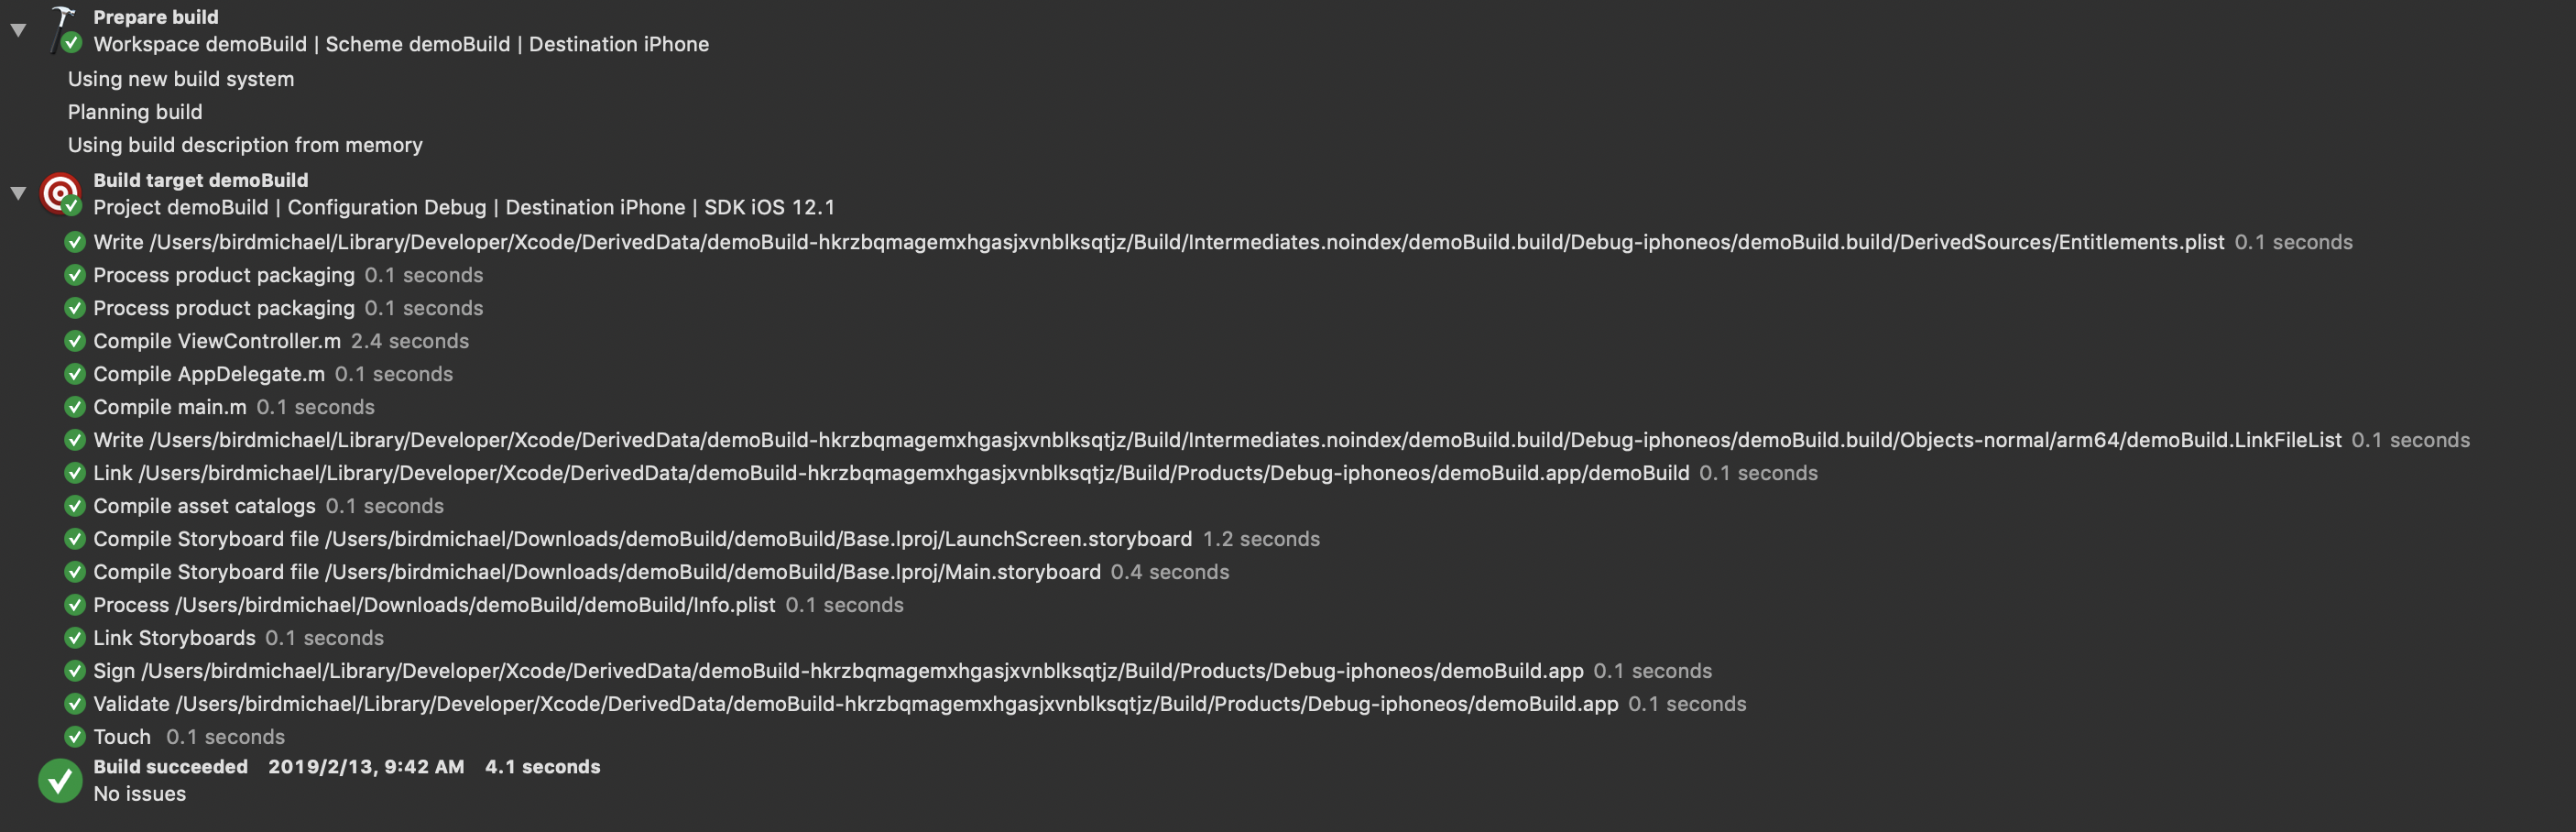 Prepare build
Workspace demoBuild | Scheme demoBuild | Destination iPhone
Using new build system
Planning build
Using build description from memory
Build target demoBuild
Project demoBuild | Configuration Debug | Destination iPhone | SDK iOS 12.1
Write /Users/birdmichael/Library/Developer/Xcode/DerivedData/demoBuild-hkrzbqmagemxhgasjxvnblksqtjz/Build/Intermediates.noindex/demoBuild.build/Debug-iphoneos/demoBuild.build/DerivedSources/Entitlements.plist 0.1 seconds
Process product packaging 0.1 seconds
Process product packaging 0.1 seconds
Compile ViewController.m 2.4 seconds
Compile AppDelegate.m 0.1 seconds
Compile main.m 0.1 seconds
Write /Users/birdmichael/Library/Developer/Xcode/DerivedData/demoBuild-hkrzbqmagemxhgasjxvnblksqtjz/Build/Intermediates.noindex/demoBuild.build/Debug-iphoneos/demoBuild.build/Objects-normal/arm64/demoBuild.LinkFileList 0.1 seconds
Link /Users/birdmichael/Library/Developer/Xcode/DerivedData/demoBuild-hkrzbqmagemxhgasjxvnblksqtjz/Build/Products/Debug-iphoneos/demoBuild.app/demoBuild 0.1 seconds
Compile asset catalogs 0.1 seconds
Compile Storyboard file /Users/birdmichael/Downloads/demoBuild/demoBuild/Base.lproj/LaunchScreen.storyboard 1.2 seconds
Compile Storyboard file /Users/birdmichael/Downloads/demoBuild/demoBuild/Base.lproj/Main.storyboard 0.4 seconds
Process /Users/birdmichael/Downloads/demoBuild/demoBuild/Info.plist 0.1 seconds
Link Storyboards 0.1 seconds
Sign /Users/birdmichael/Library/Developer/Xcode/DerivedData/demoBuild-hkrzbqmagemxhgasjxvnblksqtjz/Build/Products/Debug-iphoneos/demoBuild.app 0.1 seconds
Validate /Users/birdmichael/Library/Developer/Xcode/DerivedData/demoBuild-hkrzbqmagemxhgasjxvnblksqtjz/Build/Products/Debug-iphoneos/demoBuild.app 0.1 seconds
Touch 0.1 seconds
Build succeeded 2019/2/13, 9:42 AM 4.1 seconds
No issues